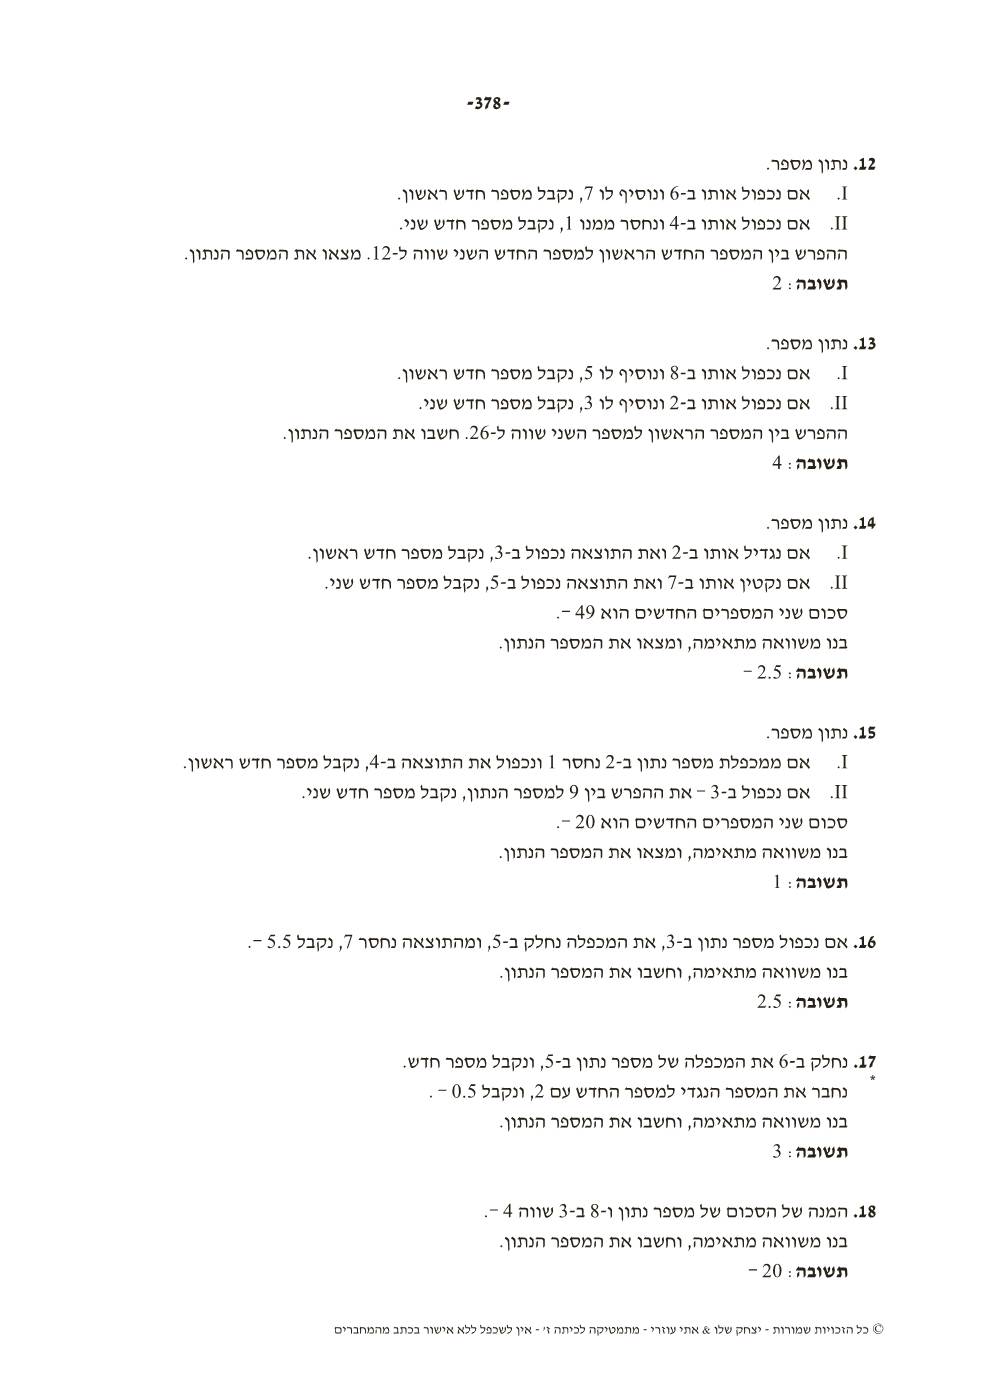 -378-
12. נתון מספר.
I. אם נכפול אותו ב-6 ונוסיף לו 7, נקבל מספר חדש ראשון.
II. אם נכפול אותו ב-4 ונחסר ממנו 1, נקבל מספר חדש שני.
ההפרש בין המספר החדש הראשון למספר החדש השני שווה ל-12. מצאו את המספר הנתון.
תשובה: 2
13. נתון מספר.
I. אם נכפול אותו ב-8 ונוסיף לו 5, נקבל מספר חדש ראשון.
II. אם נכפול אותו ב-2 ונוסיף לו 3, נקבל מספר חדש שני.
ההפרש בין המספר הראשון למספר השני שווה ל-26. חשבו את המספר הנתון.
תשובה: 4
14. נתון מספר.
I. אם נגדיל אותו ב-2 ואת התוצאה נכפול ב-3, נקבל מספר חדש ראשון.
II. אם נקטין אותו ב-7 ואת התוצאה נכפול ב-5, נקבל מספר חדש שני.
סכום שני המספרים החדשים הוא 49 –.
בנו משוואה מתאימה, ומצאו את המספר הנתון.
תשובה: 2.5 –
15. נתון מספר.
I. אם ממכפלת מספר נתון ב-2 נחסר 1 ונכפול את התוצאה ב-4, נקבל מספר חדש ראשון.
II. אם נכפול ב-3 – את ההפרש בין 9 למספר הנתון, נקבל מספר חדש שני.
סכום שני המספרים החדשים הוא 20 –.
בנו משוואה מתאימה, ומצאו את המספר הנתון.
תשובה: 1
16. אם נכפול מספר נתון ב-3, את המכפלה נחלק ב-5, ומהתוצאה נחסר 7, נקבל 5.5 –.
בנו משוואה מתאימה, וחשבו את המספר הנתון.
תשובה: 2.5
17. נחלק ב-6 את המכפלה של מספר נתון ב-5, ונקבל מספר חדש.
* נחבר את המספר הנגדי למספר החדש עם 2, ונקבל 0.5 – .
בנו משוואה מתאימה, וחשבו את המספר הנתון.
תשובה: 3
18. המנה של הסכום של מספר נתון ו-8 ב-3 שווה 4 –.
בנו משוואה מתאימה, וחשבו את המספר הנתון.
תשובה: 20 –
© כל הזכויות שמורות - יצחק שלו & אתי עוזרי - מתמטיקה לכיתה ז' - אין לשכפל ללא אישור בכתב מהמחברים